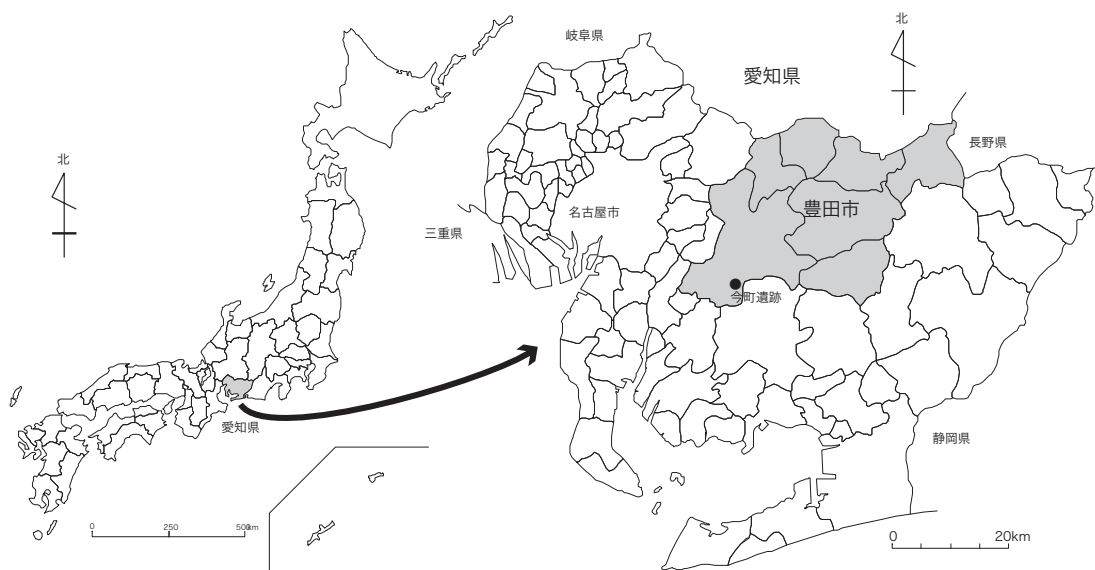 北
愛知県
0 250 500km
岐阜県
愛知県
北
長野県
豊田市
名古屋市
三重県
今町遺跡
静岡県
0 20km